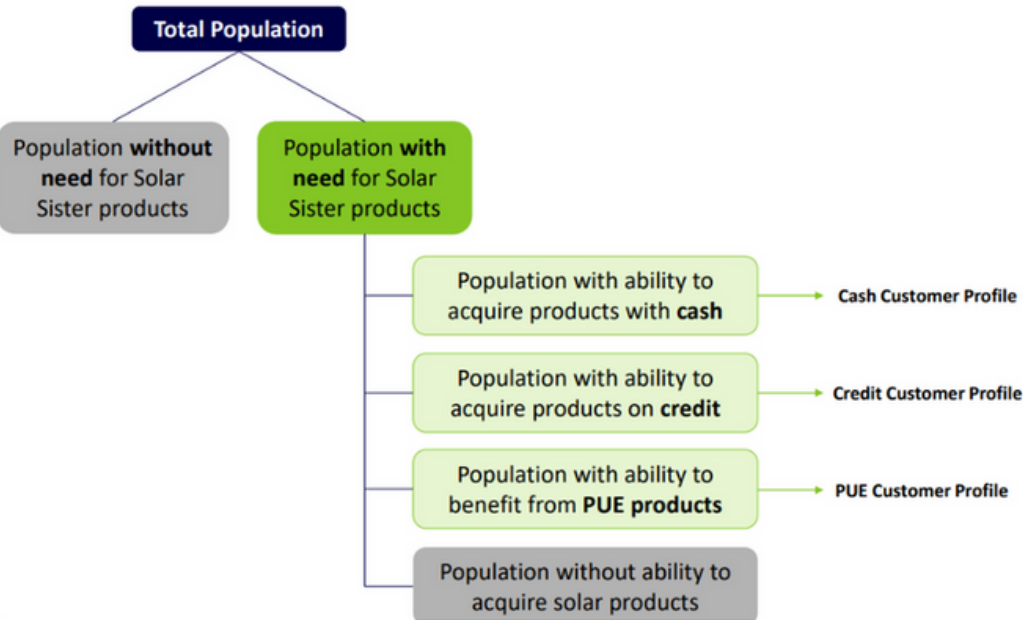 Total Population
Population without
need for Solar
Sister products
Population with
need for Solar
Sister products
Population with ability to
acquire products with cash
Cash Customer Profile
Population with ability to
acquire products on credit
Credit Customer Profile
Population with ability to
benefit from PUE products
PUE Customer Profile
Population without ability to
acquire solar products